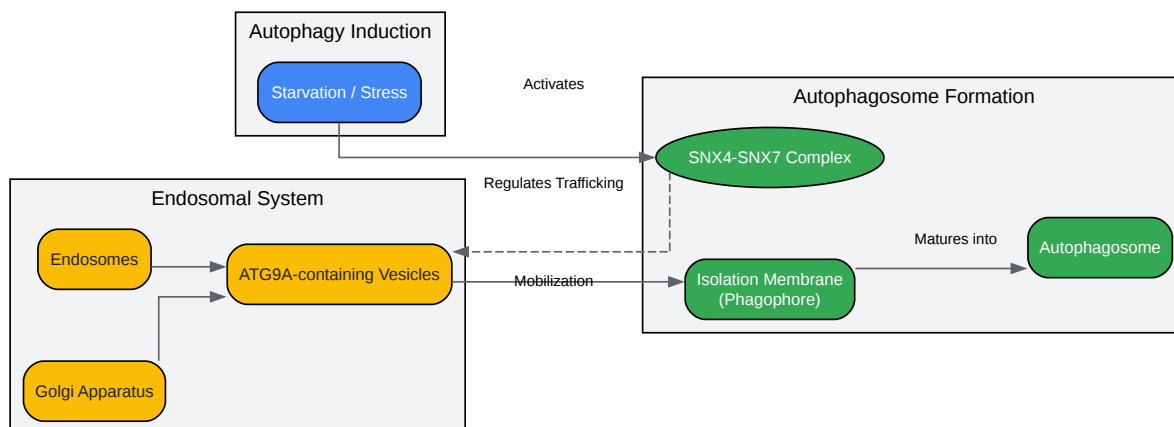 Autophagy Induction
Starvation / Stress
Activates
Autophagosome Formation
SNX4-SNX7 Complex
Regulates Trafficking
Endosomal System
Endosomes
ATG9A-containing Vesicles
Mobilization
Isolation Membrane
(Phagophore)
Matures into
Autophagosome
Golgi Apparatus